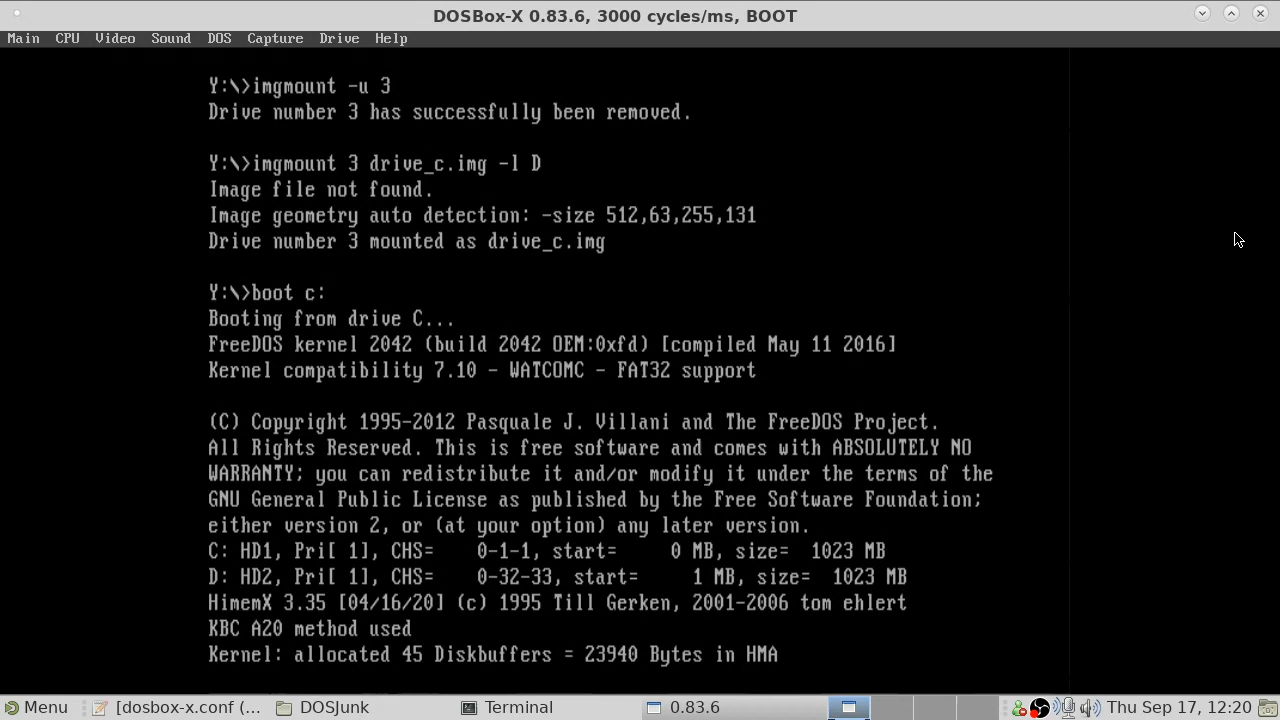 DOSBox-X 0.83.6, 3000 cycles/ms, BOOT
Main CPU Video Sound DOS Capture Drive Help
Y:\>imgmount -u 3
Drive number 3 has successfully been removed.
Y:\>imgmount 3 drive_c.img -l D
Image file not found.
Image geometry auto detection: -size 512,63,255,131
Drive number 3 mounted as drive_c.img
Y:\>boot c:
Booting from drive C...
FreeDOS kernel 2042 (build 2042 OEM:0xfd) [compiled May 11 2016]
Kernel compatibility 7.10 - WATCOMC - FAT32 support
(C) Copyright 1995-2012 Pasquale J. Villani and The FreeDOS Project.
All Rights Reserved. This is free software and comes with ABSOLUTELY NO
WARRANTY; you can redistribute it and/or modify it under the terms of the
GNU General Public License as published by the Free Software Foundation;
either version 2, or (at your option) any later version.
C: HD1, Pri[ 1], CHS=    0-1-1, start=     0 MB, size=  1023 MB
D: HD2, Pri[ 1], CHS=    0-32-33, start=     1 MB, size=  1023 MB
HimemX 3.35 [04/16/20] (c) 1995 Till Gerken, 2001-2006 tom ehlert
KBC A20 method used
Kernel: allocated 45 Diskbuffers = 23940 Bytes in HMA
Menu [dosbox-x.conf (... DOSJunk Terminal 0.83.6 Thu Sep 17, 12:20